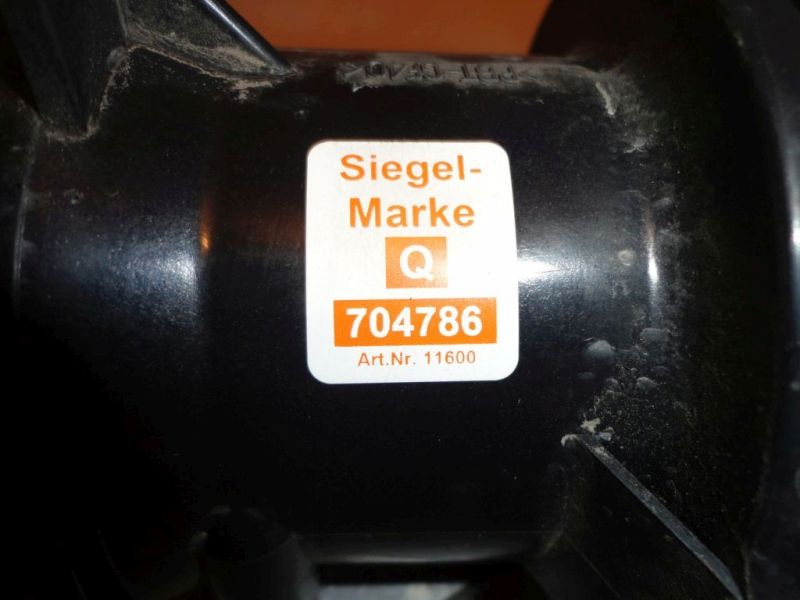 Siegel-
Marke
Q
704786
Art.Nr. 11600